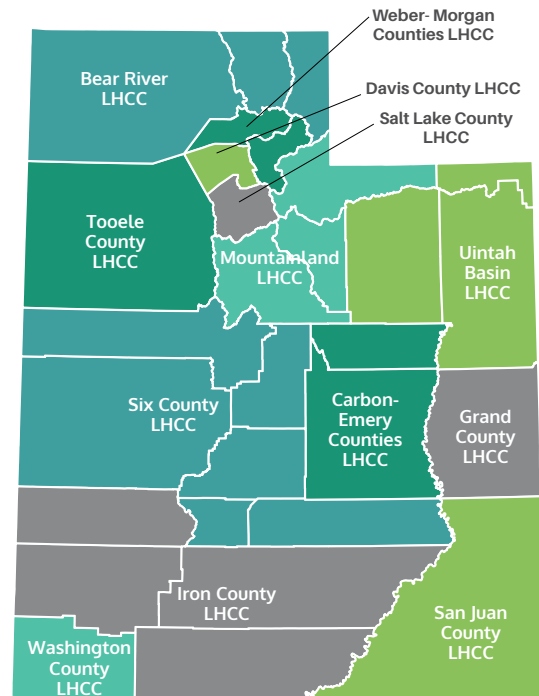 Weber- Morgan
Counties LHCC
Bear River
LHCC
Davis County LHCC
Salt Lake County
LHCC
Tooele
County
LHCC
Mountainland
LHCC
Uintah
Basin
LHCC
Six County
LHCC
Carbon-
Emery
Counties
LHCC
Grand
County
LHCC
Iron County
LHCC
San Juan
County
LHCC
Washington
County
LHCC